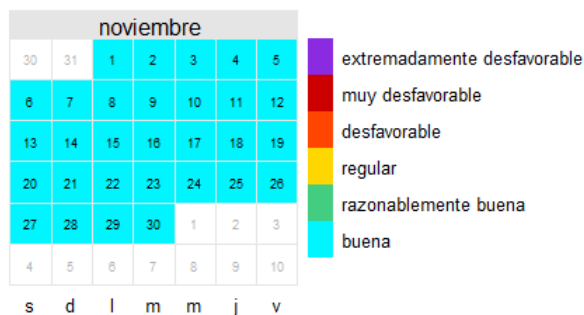 noviembre
30 31 1 2 3 4 5
6 7 8 9 10 11 12
13 14 15 16 17 18 19
20 21 22 23 24 25 26
27 28 29 30 1 2 3
4 5 6 7 8 9 10
s d l m m j v
extremadamente desfavorable
muy desfavorable
desfavorable
regular
razonablemente buena
buena